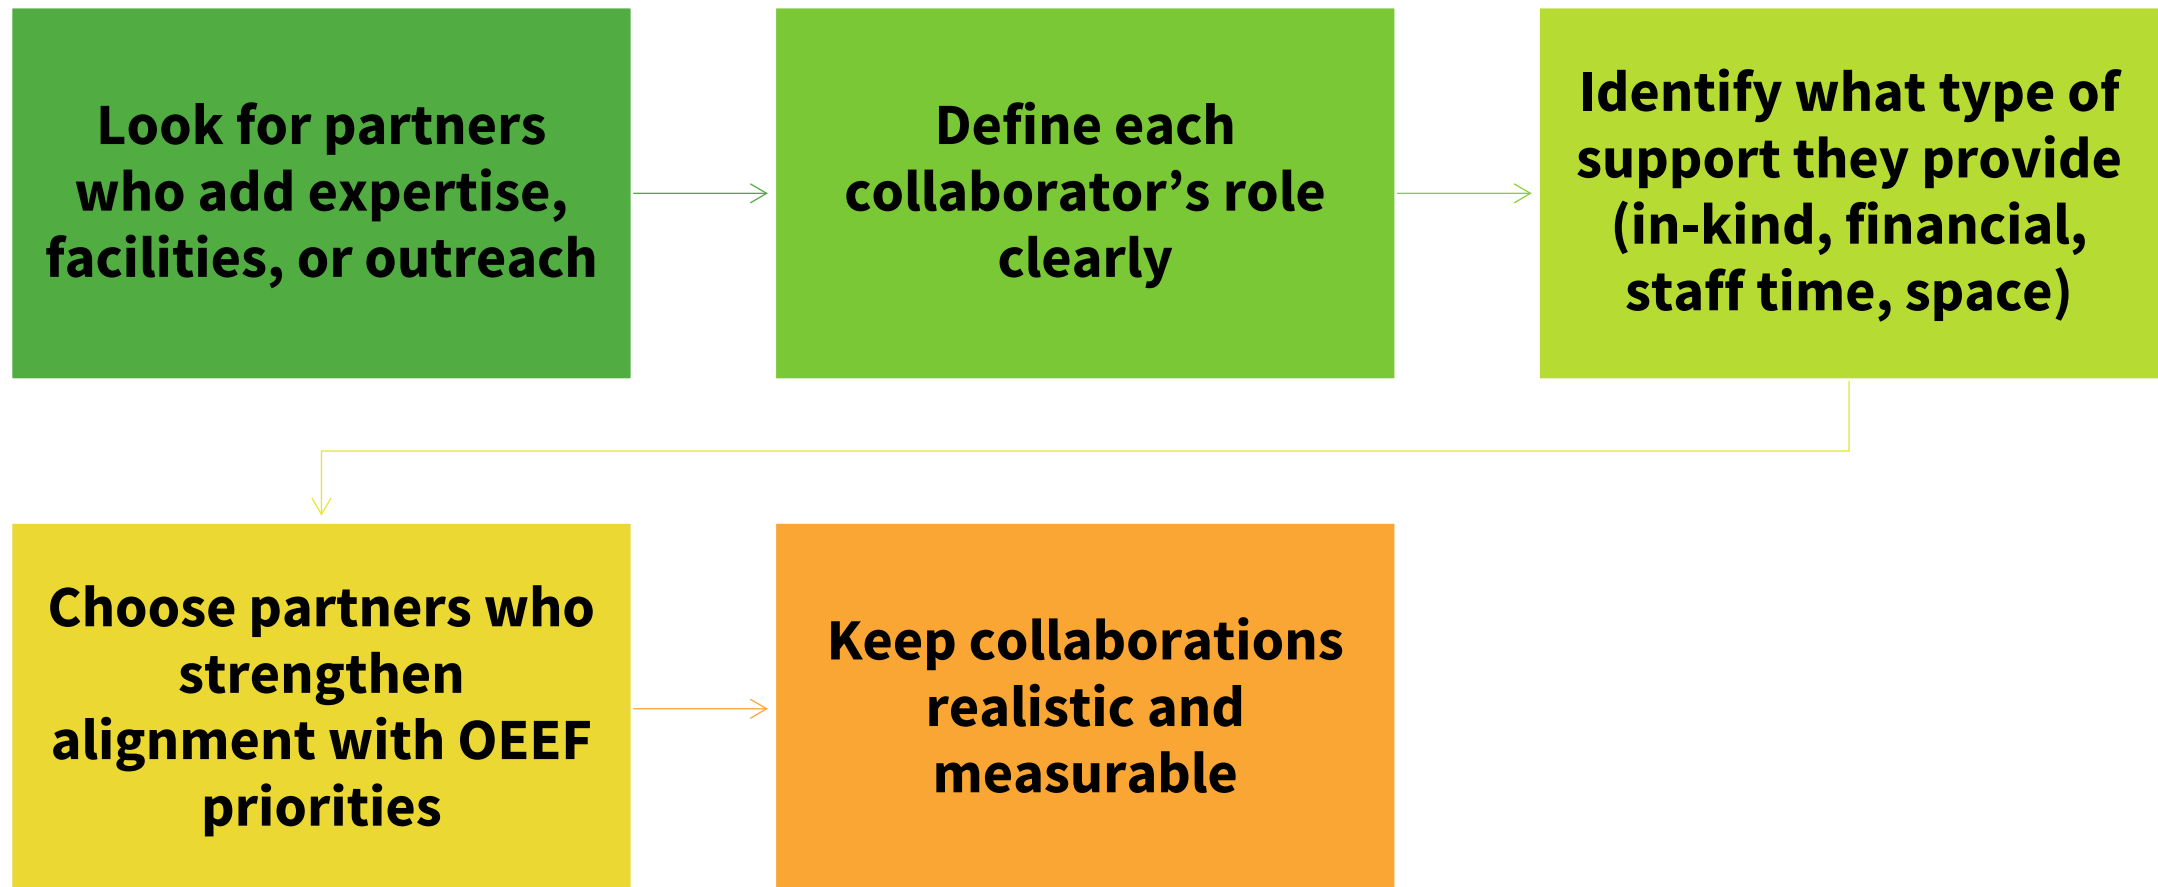 Look for partners
who add expertise,
facilities, or outreach
Define each
collaborator’s role
clearly
Identify what type of
support they provide
(in-kind, financial,
staff time, space)
Choose partners who
strengthen
alignment with OEEF
priorities
Keep collaborations
realistic and
measurable